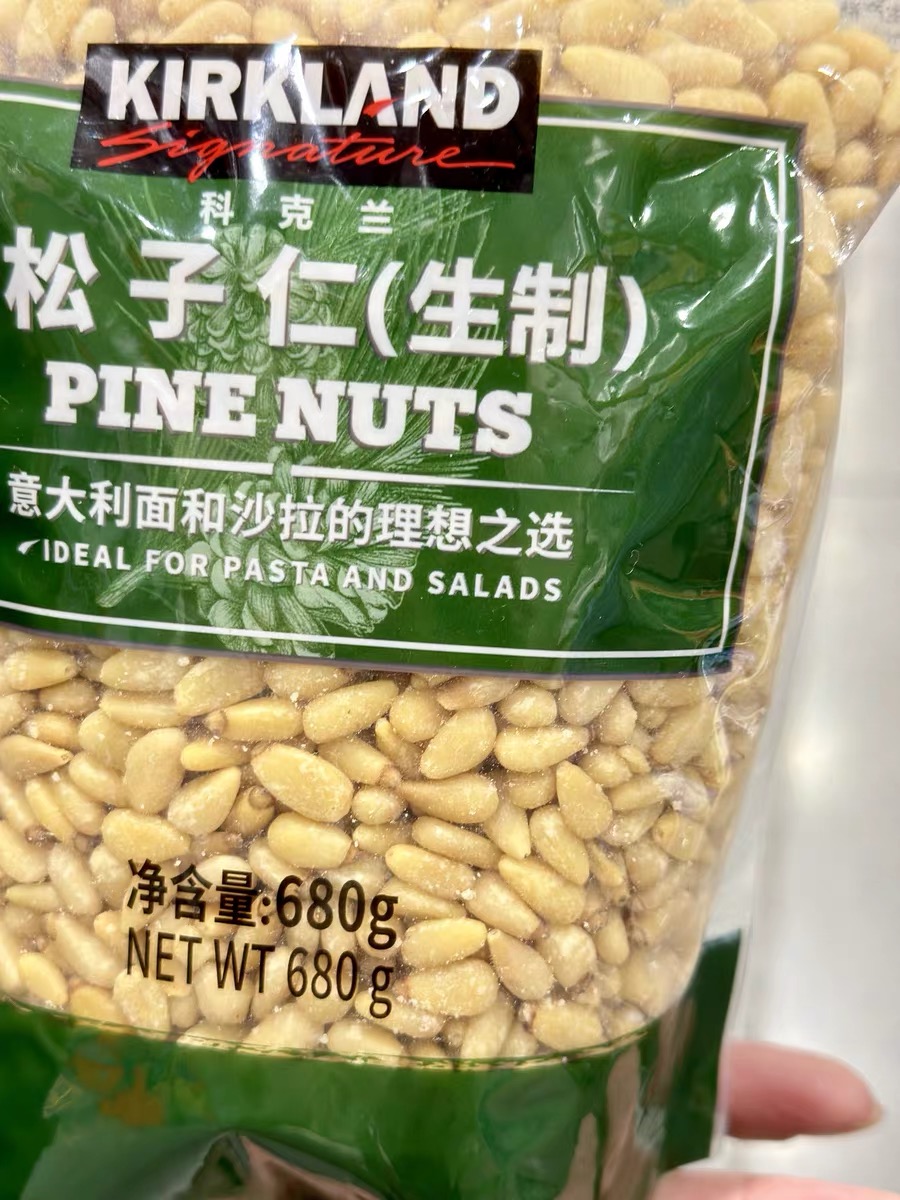 KIRKLAND
Signature
科克兰
松子仁(生制)
PINE NUTS
意大利面和沙拉的理想之选
IDEAL FOR PASTA AND SALADS
净含量:680g
NET WT 680 g